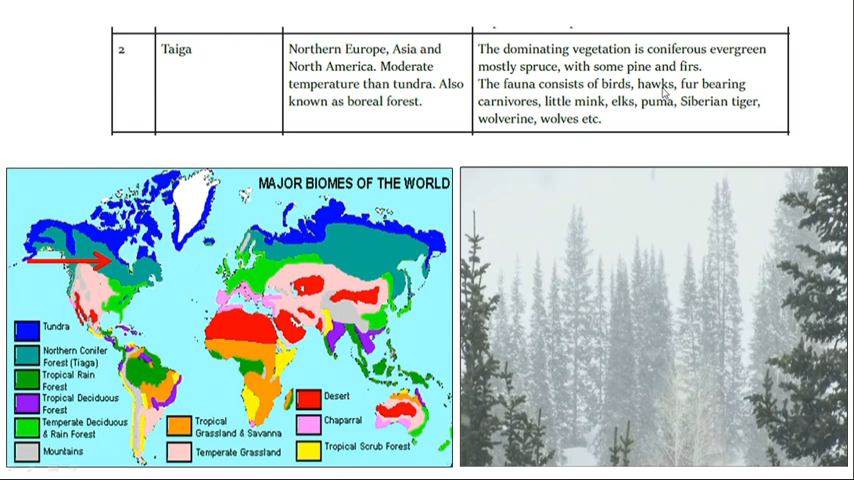 2
Taiga
Northern Europe, Asia and
North America. Moderate
temperature than tundra. Also
known as boreal forest.
The dominating vegetation is coniferous evergreen
mostly spruce, with some pine and firs.
The fauna consists of birds, hawks, fur bearing
carnivores, little mink, elks, puma, Siberian tiger,
wolverine, wolves etc.
MAJOR BIOMES OF THE WORLD
Tundra
Northern Conifer
Forest (Tiaga)
Tropical Rain
Forest
Tropical Deciduous
Forest
Temperate Deciduous
& Rain Forest
Mountains
Tropical
Grassland & Savanna
Temperate Grassland
Desert
Chaparral
Tropical Scrub Forest